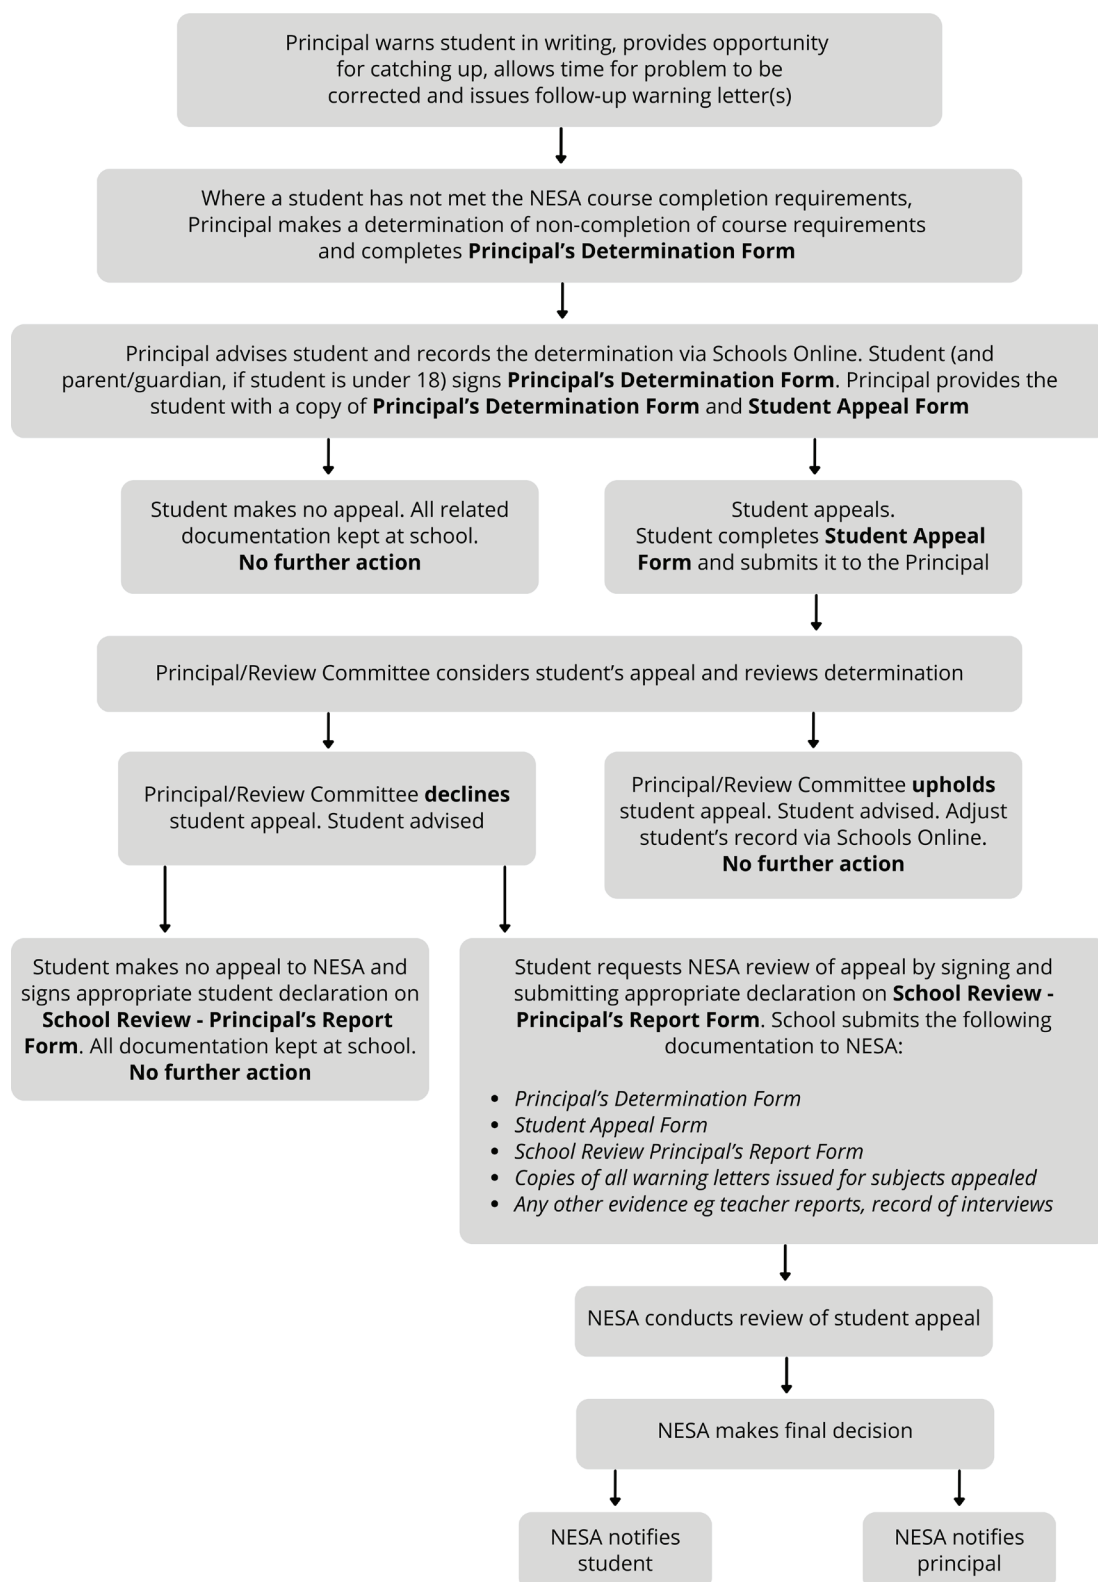 Principal warns student in writing, provides opportunity
for catching up, allows time for problem to be
corrected and issues follow-up warning letter(s)
Where a student has not met the NESA course completion requirements,
Principal makes a determination of non-completion of course requirements
and completes Principal’s Determination Form
Principal advises student and records the determination via Schools Online. Student (and
parent/guardian, if student is under 18) signs Principal’s Determination Form. Principal provides the
student with a copy of Principal’s Determination Form and Student Appeal Form
Student makes no appeal. All related
documentation kept at school.
No further action
Student appeals.
Student completes Student Appeal
Form and submits it to the Principal
Principal/Review Committee considers student’s appeal and reviews determination
Principal/Review Committee declines
student appeal. Student advised
Principal/Review Committee upholds
student appeal. Student advised. Adjust
student’s record via Schools Online.
No further action
Student makes no appeal to NESA and
signs appropriate student declaration on
School Review - Principal’s Report
Form. All documentation kept at school.
No further action
Student requests NESA review of appeal by signing and
submitting appropriate declaration on School Review -
Principal’s Report Form. School submits the following
documentation to NESA:
• Principal’s Determination Form
• Student Appeal Form
• School Review Principal’s Report Form
• Copies of all warning letters issued for subjects appealed
• Any other evidence eg teacher reports, record of interviews
NESA conducts review of student appeal
NESA makes final decision
NESA notifies
student
NESA notifies
principal